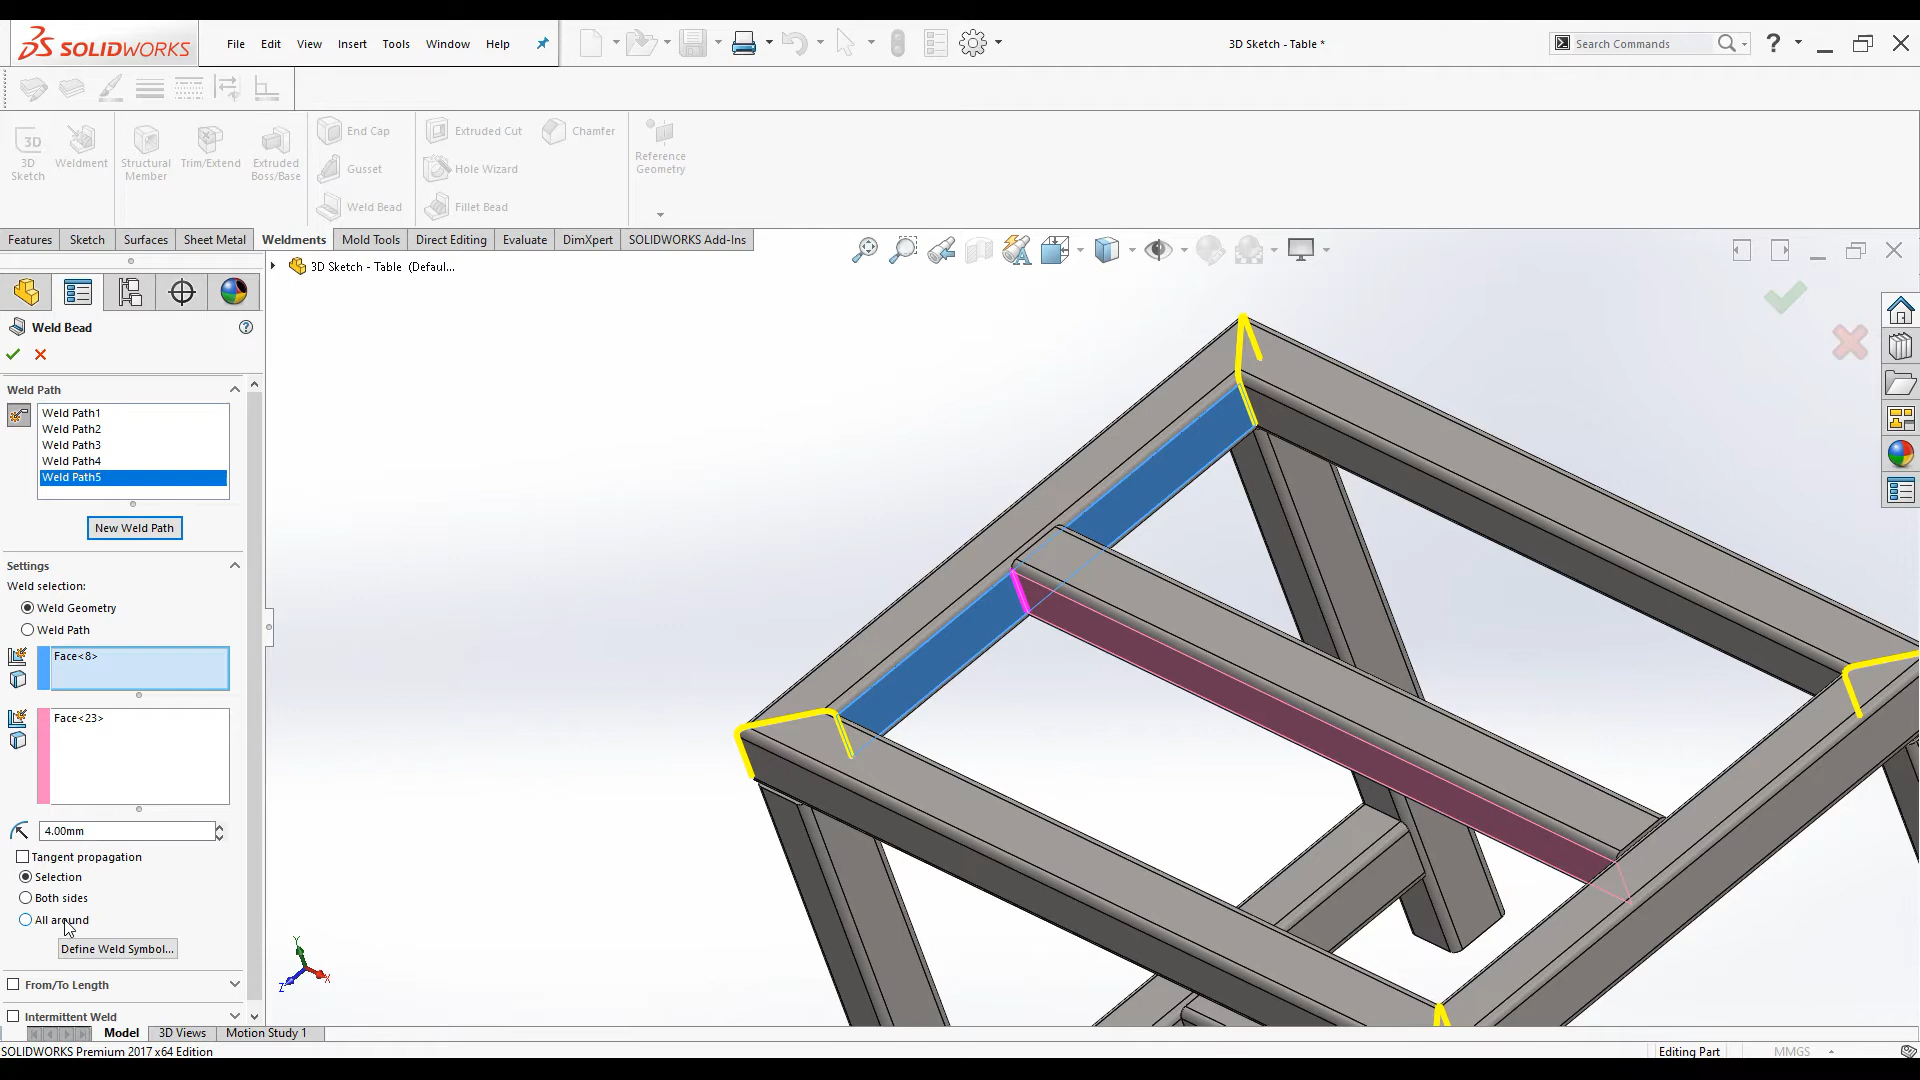 SOLIDWORKS
File Edit View Insert Tools Window Help
3D Sketch - Table *
Search Commands
?
3D Sketch
Weldment
Structural Member
Trim/Extend
Extruded Boss/Base
End Cap
Gusset
Weld Bead
Extruded Cut
Hole Wizard
Fillet Bead
Chamfer
Reference Geometry
Features Sketch Surfaces Sheet Metal Weldments Mold Tools Direct Editing Evaluate DimXpert SOLIDWORKS Add-Ins
3D Sketch - Table (Defaul...
Weld Bead
?
Weld Path
Weld Path1
Weld Path2
Weld Path3
Weld Path4
Weld Path5
New Weld Path
Settings
Weld selection:
Weld Geometry
Weld Path
Face<8>
Face<23>
4.00mm
Tangent propagation
Selection
Both sides
All around
Define Weld Symbol...
From/To Length
Intermittent Weld
Y
X
Z
Model 3D Views Motion Study 1
SOLIDWORKS Premium 2017 x64 Edition
Editing Part
MMGS